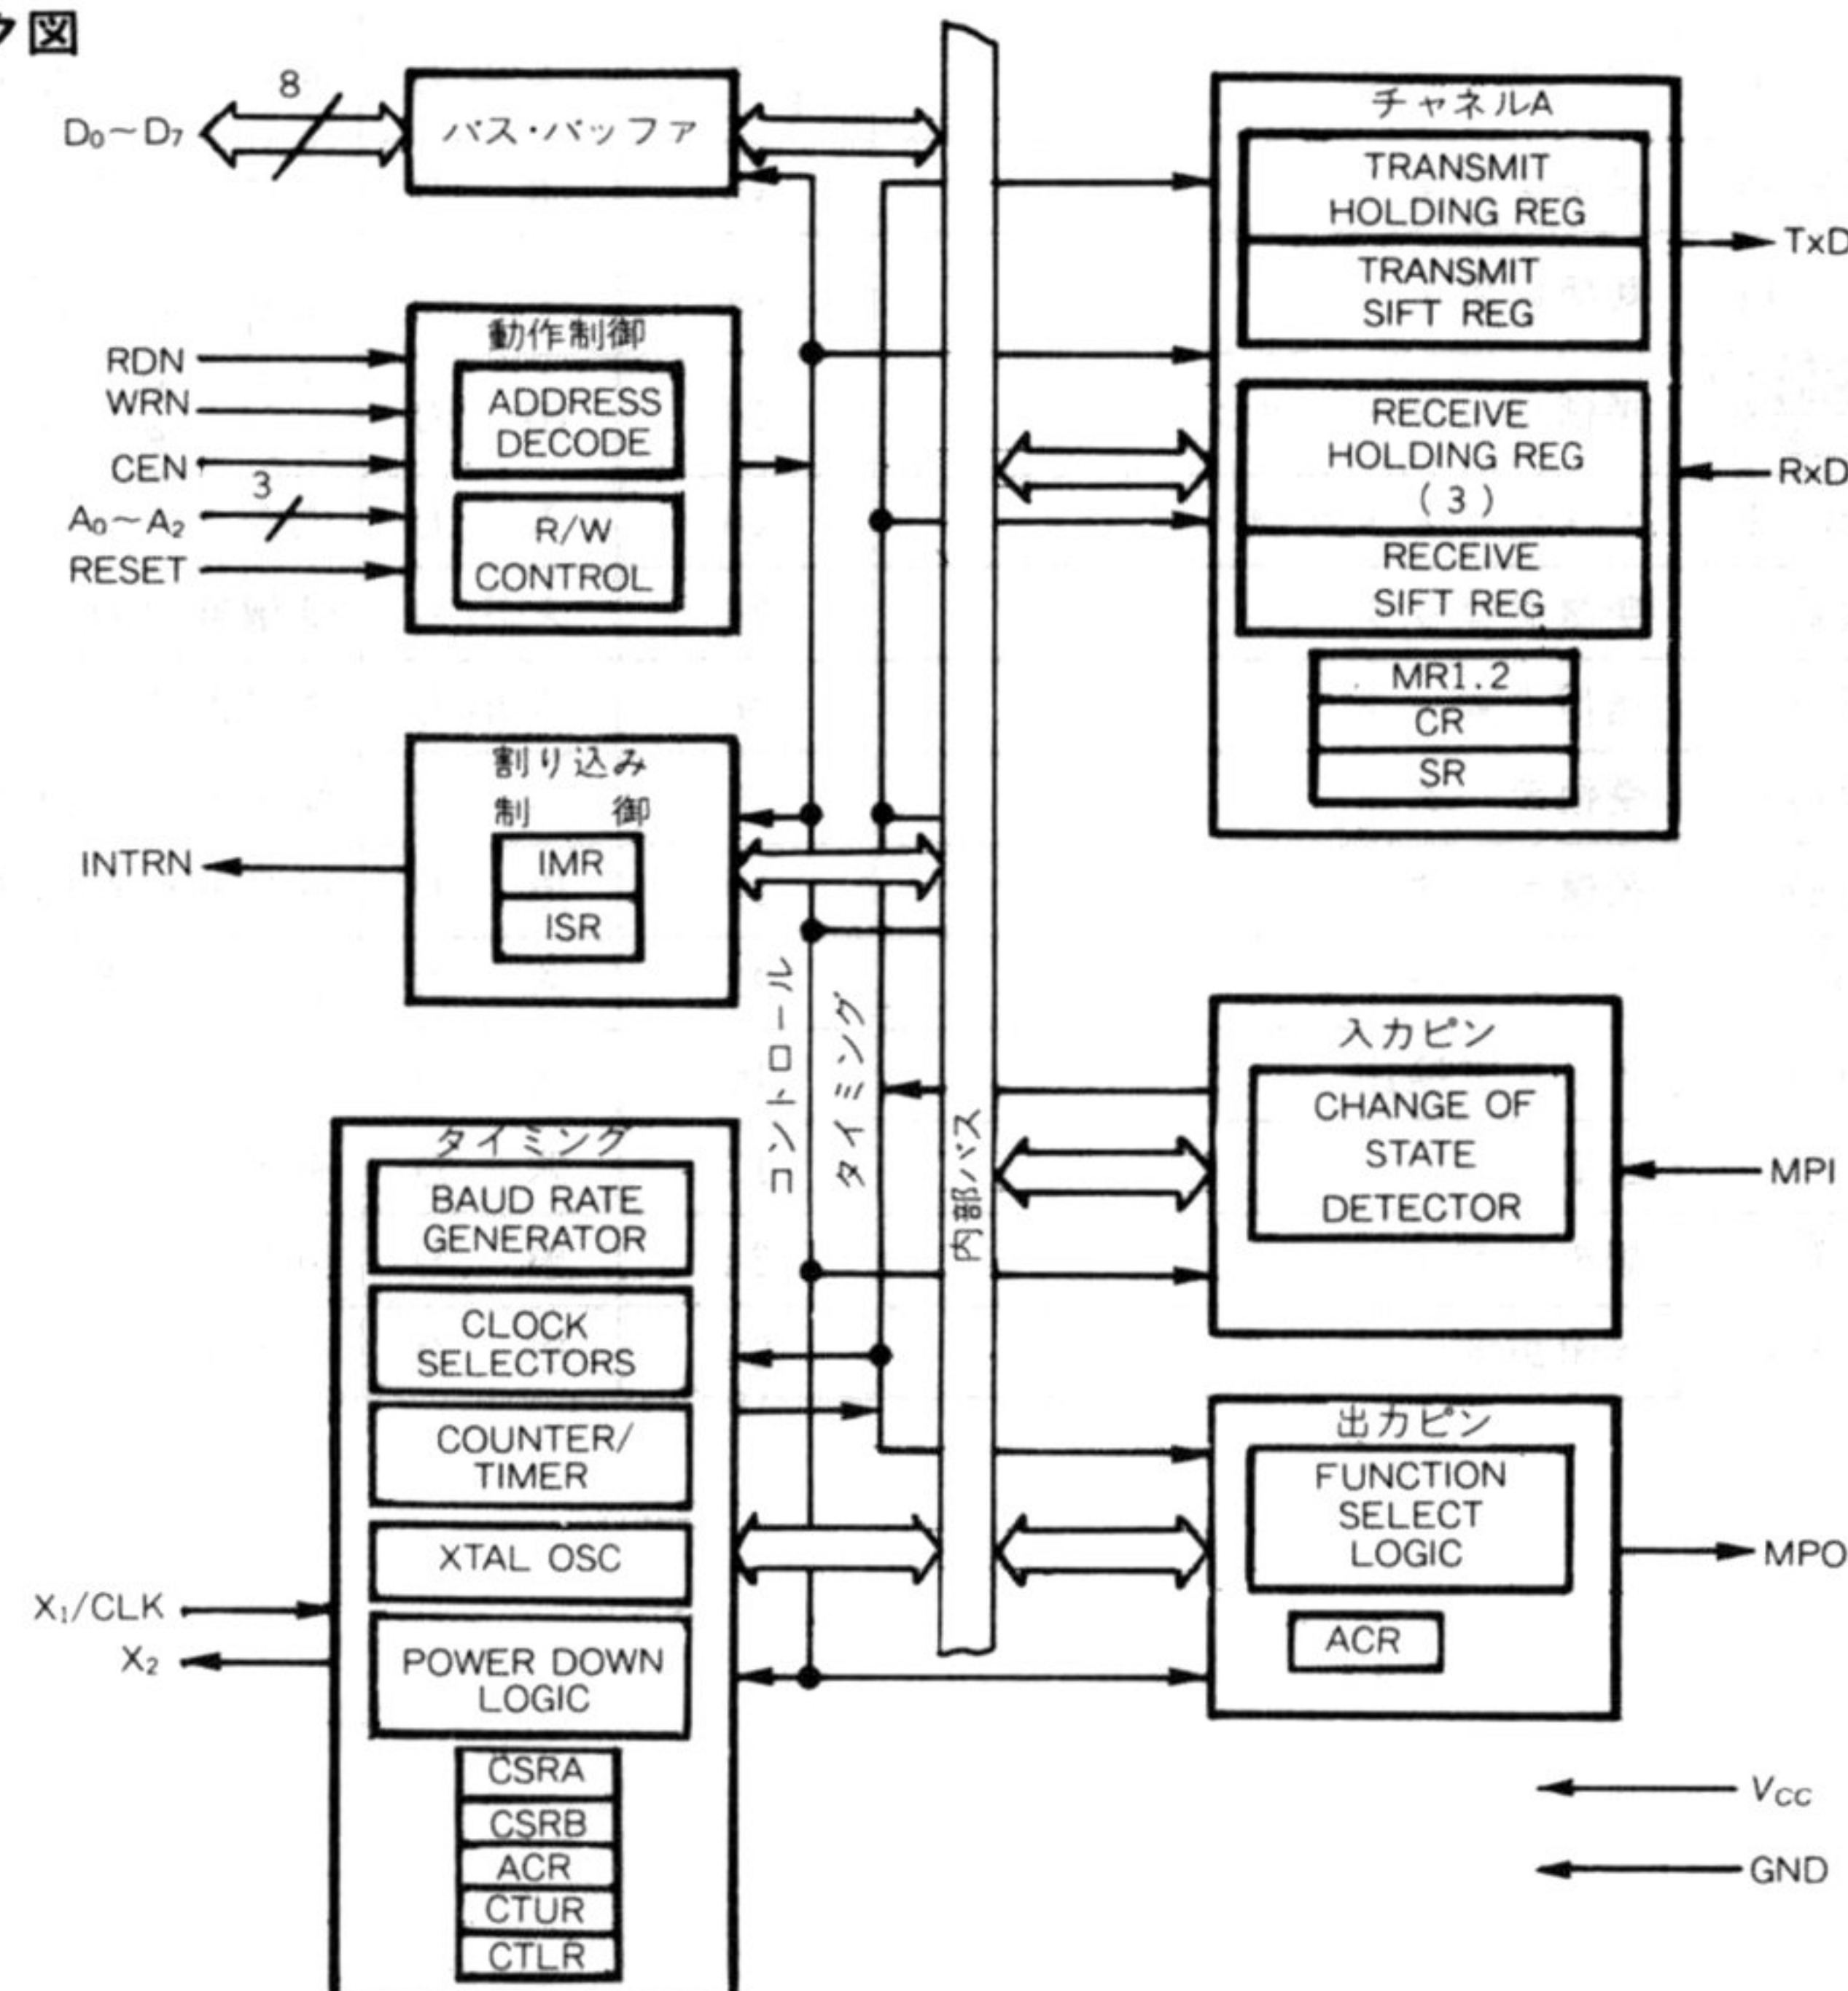 ク図
8
D₀~D₇
バス・バッファ
RDN
WRN
CEN
3
A₀~A₂
RESET
動作制御
ADDRESS
DECODE
R/W
CONTROL
割り込み
制 御
IMR
ISR
INTRN
タイミング
BAUD RATE
GENERATOR
CLOCK
SELECTORS
COUNTER/
TIMER
XTAL OSC
POWER DOWN
LOGIC
CSRA
CSRB
ACR
CTUR
CTLR
X₁/CLK
X₂
コントロール
タイミング
内部バス
チャネルA
TRANSMIT
HOLDING REG
TRANSMIT
SIFT REG
RECEIVE
HOLDING REG
(3)
RECEIVE
SIFT REG
MR1.2
CR
SR
TxD
RxD
入力ピン
CHANGE OF
STATE
DETECTOR
MPI
出力ピン
FUNCTION
SELECT
LOGIC
ACR
MPO
VCC
GND